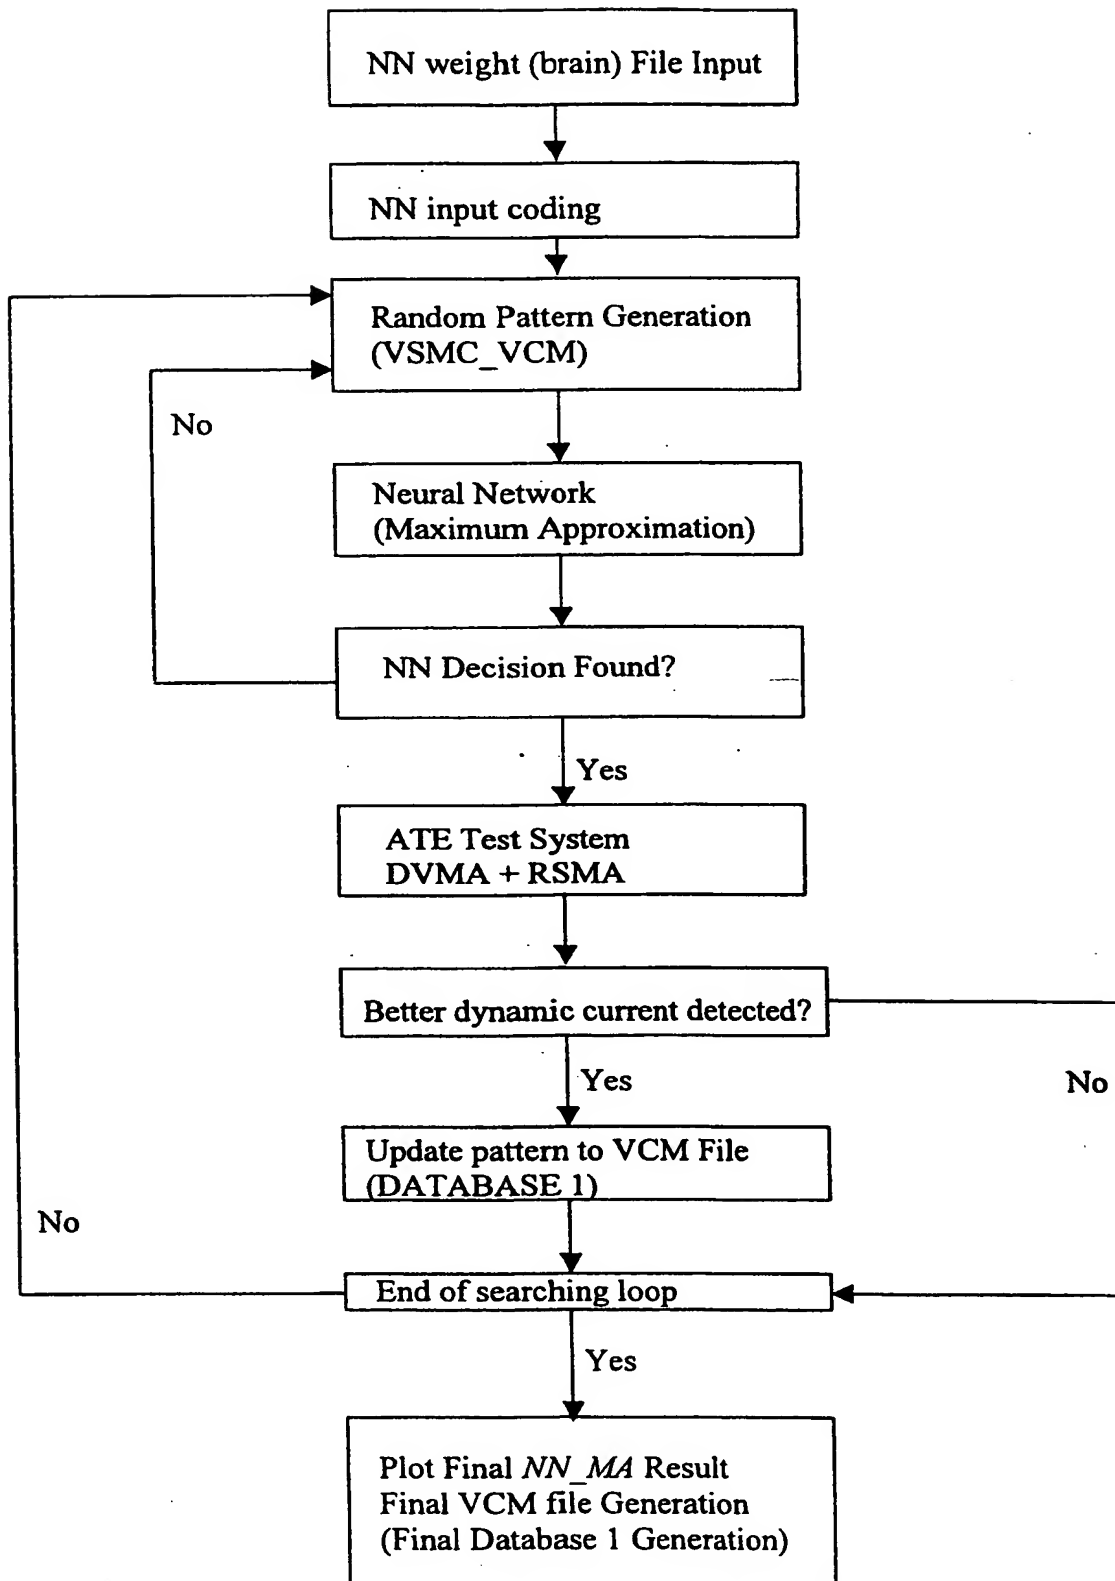 NN weight (brain) File Input
NN input coding
Random Pattern Generation
(VSMC_VCM)
No
Neural Network
(Maximum Approximation)
NN Decision Found?
Yes
ATE Test System
DVMA + RSMA
Better dynamic current detected?
Yes
No
Update pattern to VCM File
(DATABASE 1)
No
End of searching loop
Yes
Plot Final NN_MA Result
Final VCM file Generation
(Final Database 1 Generation)